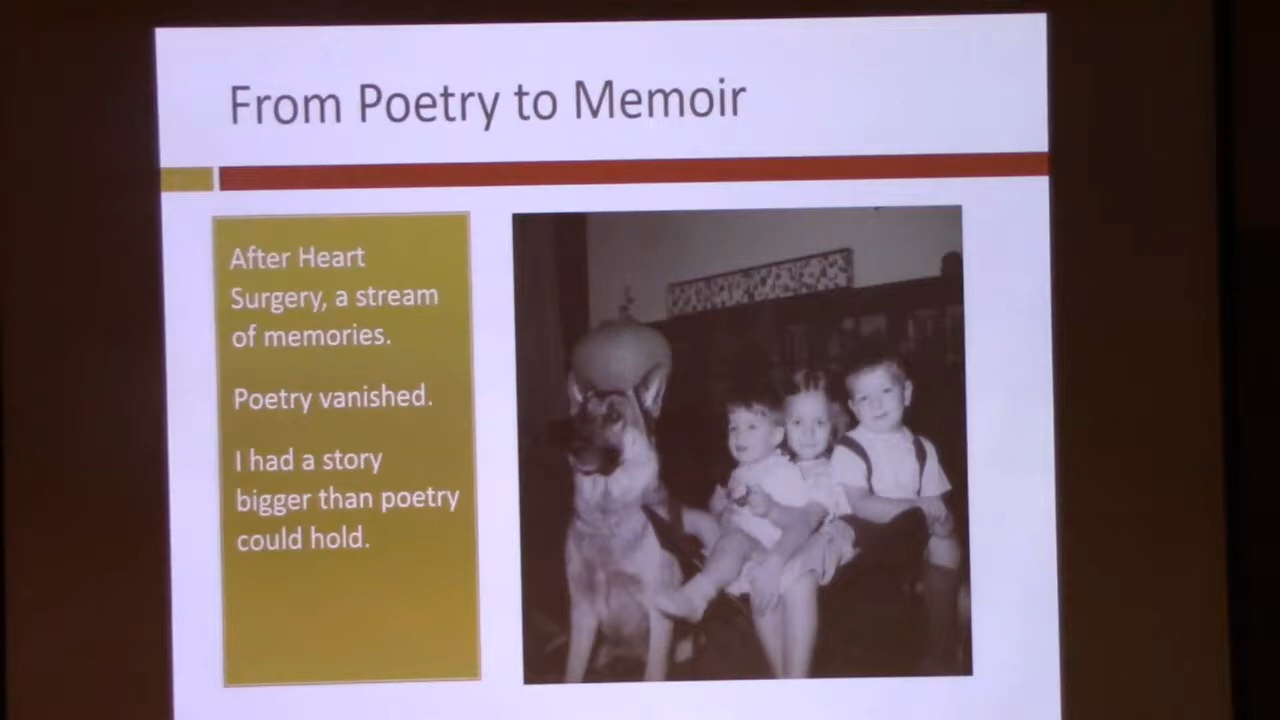 From Poetry to Memoir
After Heart
Surgery, a stream
of memories.
Poetry vanished.
I had a story
bigger than poetry
could hold.